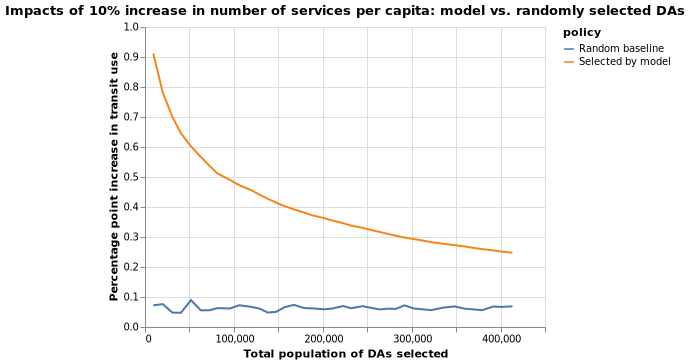 Impacts of 10% increase in number of services per capita: model vs. randomly selected DAs
policy
Random baseline
Selected by model
Percentage point increase in transit use
1.0
0.9
0.8
0.7
0.6
0.5
0.4
0.3
0.2
0.1
0.0
0
100,000
200,000
300,000
400,000
Total population of DAs selected